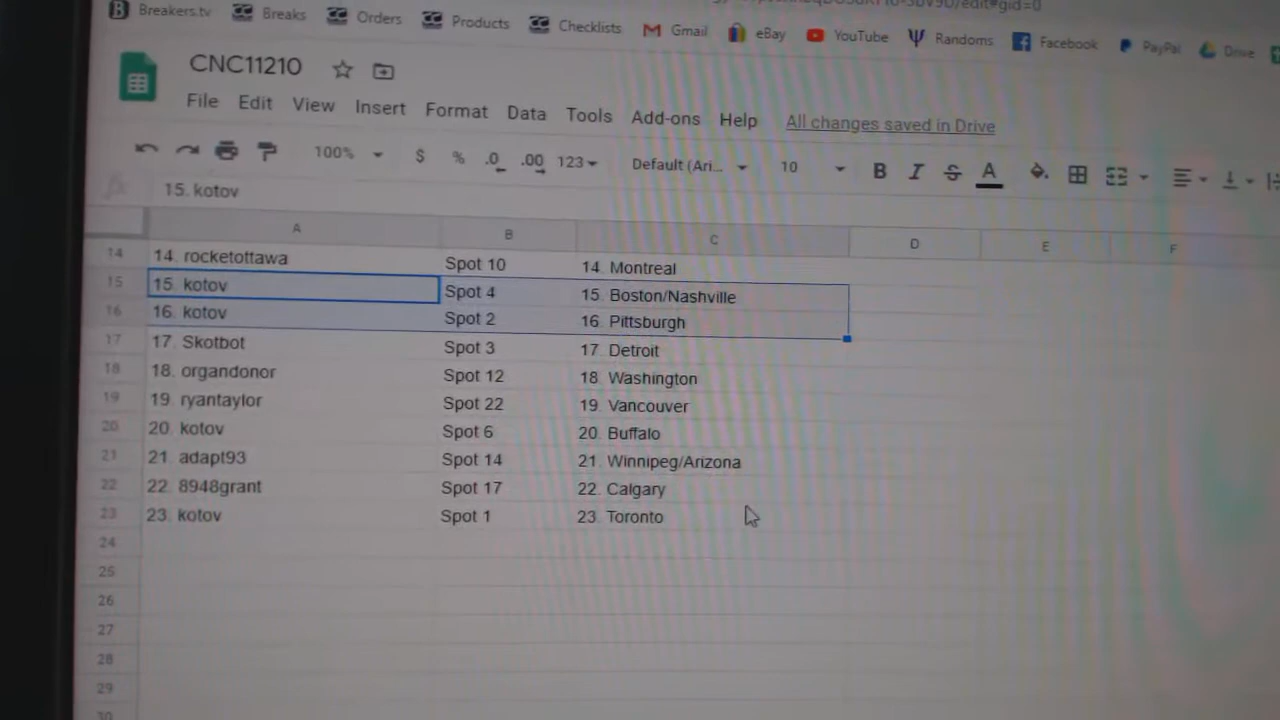 Breakers.tv Breaks Orders Products Checklists Gmail eBay YouTube Randoms Facebook PayPal Drive
CNC11210
File Edit View Insert Format Data Tools Add-ons Help All changes saved in Drive
100% $ % .0 .00 123 Default (Ari... 10 B I S A
fx 15. kotov
A B C D E F
14 14. rocketottawa Spot 10 14. Montreal
15 15. kotov Spot 4 15. Boston/Nashville
16 16. kotov Spot 2 16. Pittsburgh
17 17. Skotbot Spot 3 17. Detroit
18 18. organdonor Spot 12 18. Washington
19 19. ryantaylor Spot 22 19. Vancouver
20 20. kotov Spot 6 20. Buffalo
21 21. adapt93 Spot 14 21. Winnipeg/Arizona
22 22. 8948grant Spot 17 22. Calgary
23 23. kotov Spot 1 23. Toronto
24
25
26
27
28
29
30